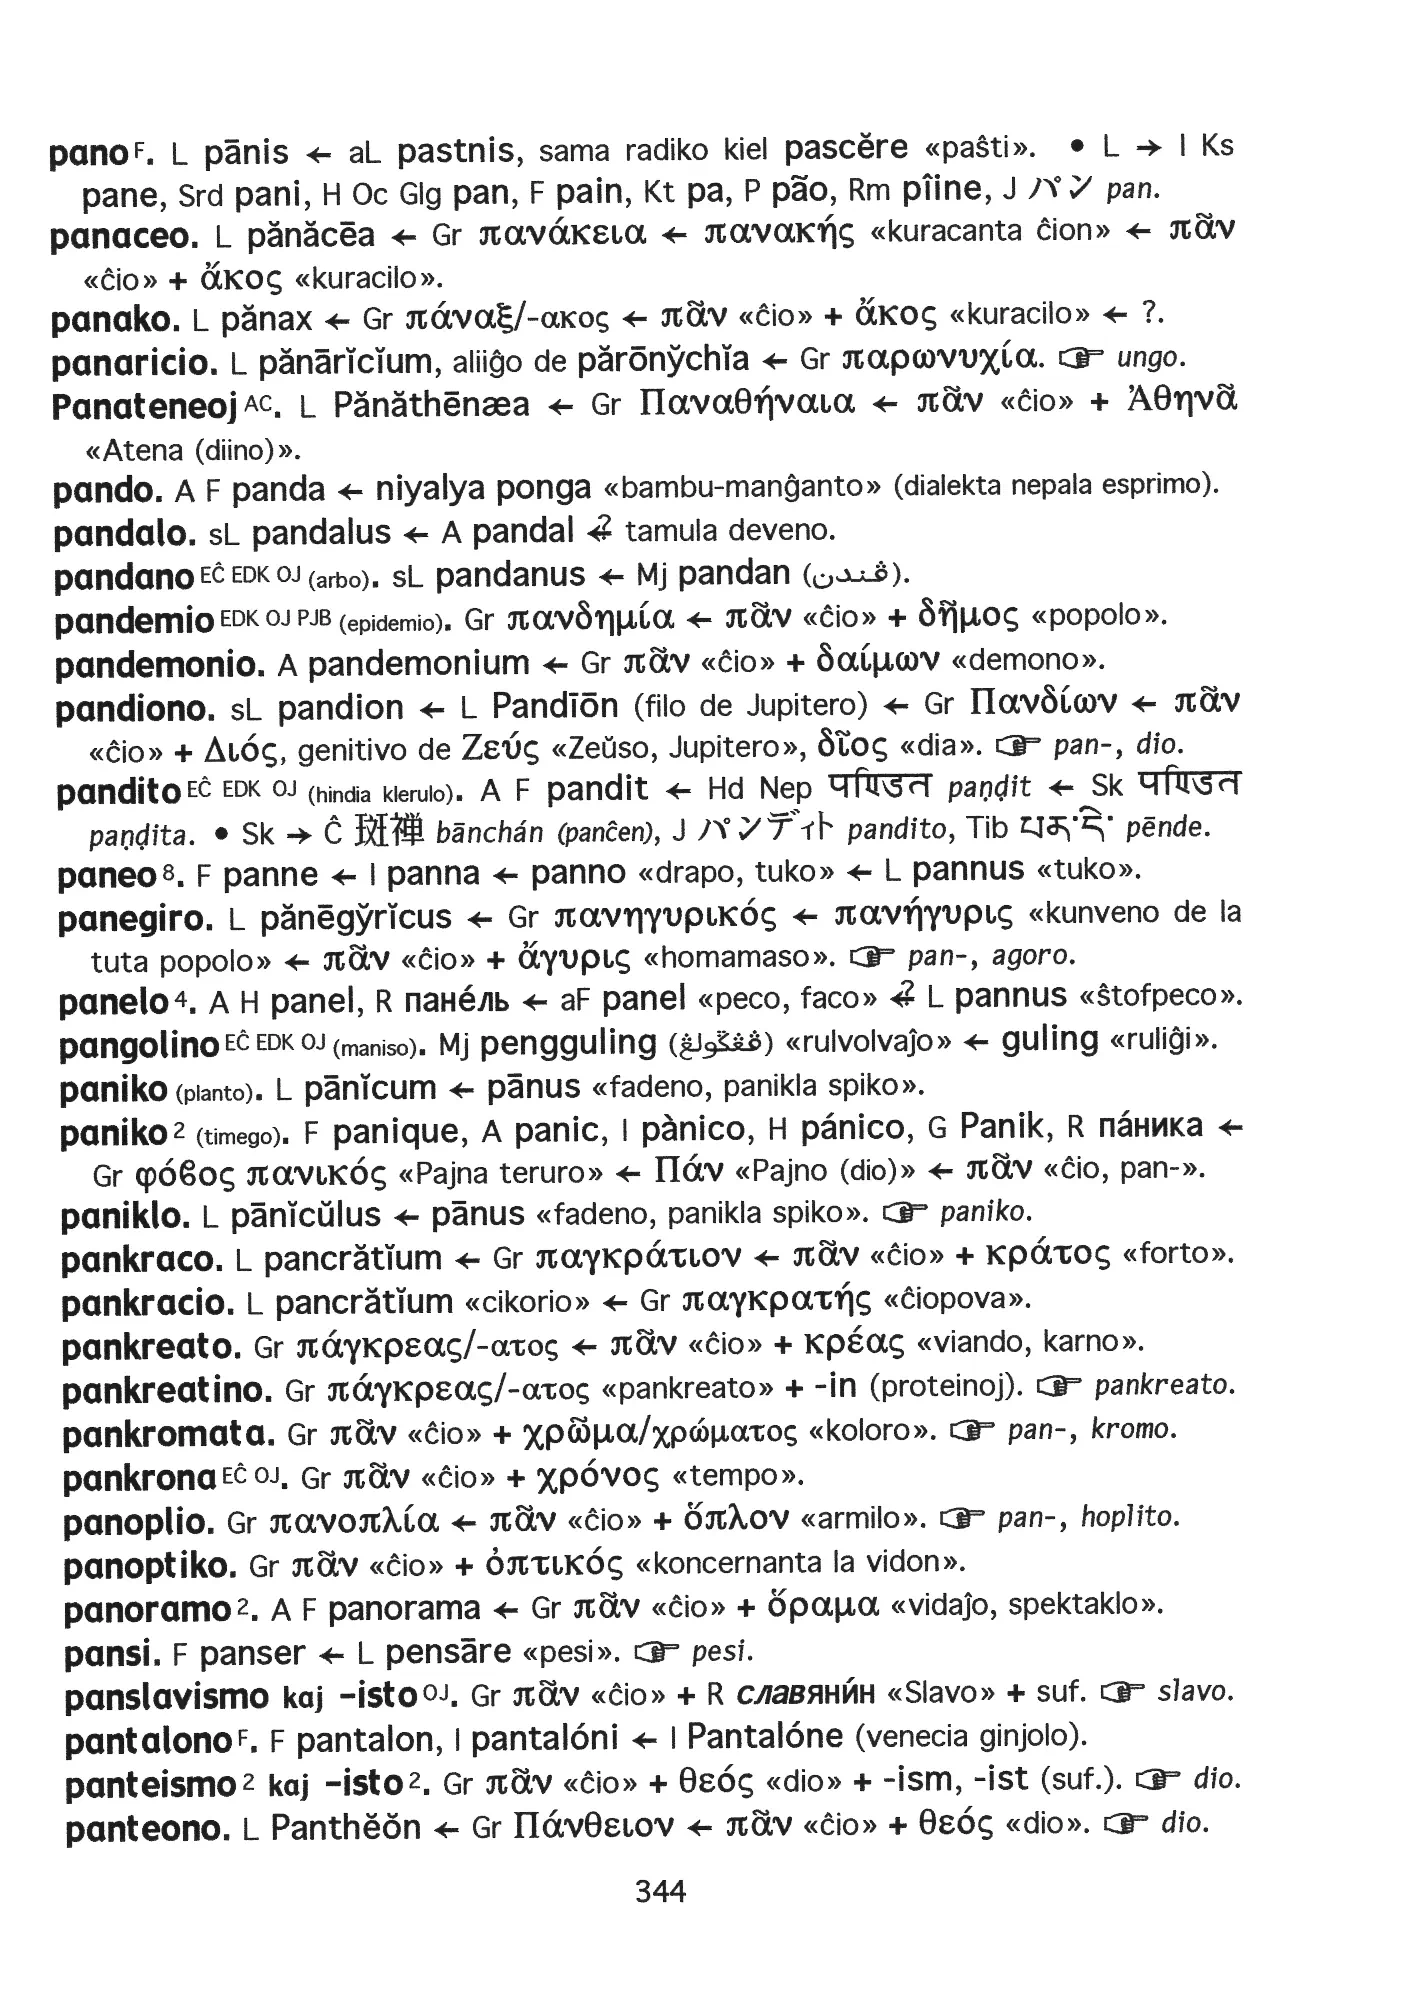 pano F. L pānis ← aL pastnis, sama radiko kiel pascĕre «paŝti». • L → I Ks
pane, Srd pani, H Oc Glg pan, F pain, Kt pa, P pão, Rm pîine, J パン pan.
panaceo. L pănăcēa ← Gr πανάκεια ← πανακής «kuracanta ĉion» ← πᾶν
«ĉio» + ἄκος «kuracilo».
panako. L pănax ← Gr πάναξ/-ακος ← πᾶν «ĉio» + ἄκος «kuracilo» ← ?.
panaricio. L pănārĭcĭum, aliiĝo de părōny̆chĭa ← Gr παρωνυχία. ☞ ungo.
Panateneoj AC. L Pănăthēnæa ← Gr Παναθήναια ← πᾶν «ĉio» + Ἀθηνᾶ
«Atena (diino)».
pando. A F panda ← niyalya ponga «bambu-manĝanto» (dialekta nepala esprimo).
pandalo. sL pandalus ← A pandal ←? tamula deveno.
pandano EĈ EDK OJ (arbo). sL pandanus ← Mj pandan (ڤندن).
pandemio EDK OJ PJB (epidemio). Gr πανδημία ← πᾶν «ĉio» + δῆμος «popolo».
pandemonio. A pandemonium ← Gr πᾶν «ĉio» + δαίμων «demono».
pandiono. sL pandion ← L Pandīōn (filo de Jupitero) ← Gr Πανδίων ← πᾶν
«ĉio» + Διός, genitivo de Ζεύς «Zeŭso, Jupitero», δῖος «dia». ☞ pan-, dio.
pandito EĈ EDK OJ (hindia klerulo). A F pandit ← Hd Nep पण्डित paṇḍit ← Sk पण्डित
paṇḍita. • Sk → Ĉ 斑禅 bānchán (panĉen), J パンディト pandito, Tib པནྡི་ pēnde.
paneo 8. F panne ← I panna ← panno «drapo, tuko» ← L pannus «tuko».
panegiro. L pănēgy̆rĭcus ← Gr πανηγυρικός ← πανήγυρις «kunveno de la
tuta popolo» ← πᾶν «ĉio» + ἄγυρις «homamaso». ☞ pan-, agoro.
panelo 4. A H panel, R пане́ль ← aF panel «peco, faco» ←? L pannus «ŝtofpeco».
pangolino EĈ EDK OJ (maniso). Mj pengguling (ڤڠݢولڠ) «rulvolvaĵo» ← guling «ruliĝi».
paniko (planto). L pānĭcum ← pānus «fadeno, panikla spiko».
paniko 2 (timego). F panique, A panic, I pànico, H pánico, G Panik, R па́ника ←
Gr φόϐος πανικός «Pajna teruro» ← Πάν «Pajno (dio)» ← πᾶν «ĉio, pan-».
paniklo. L pānĭcŭlus ← pānus «fadeno, panikla spiko». ☞ paniko.
pankraco. L pancrătĭum ← Gr παγκράτιον ← πᾶν «ĉio» + κράτος «forto».
pankracio. L pancrătĭum «cikorio» ← Gr παγκρατής «ĉiopova».
pankreato. Gr πάγκρεας/-ατος ← πᾶν «ĉio» + κρέας «viando, karno».
pankreatino. Gr πάγκρεας/-ατος «pankreato» + -in (proteinoj). ☞ pankreato.
pankromata. Gr πᾶν «ĉio» + χρῶμα/χρώματος «koloro». ☞ pan-, kromo.
pankrona EĈ OJ. Gr πᾶν «ĉio» + χρόνος «tempo».
panoplio. Gr πανοπλία ← πᾶν «ĉio» + ὅπλον «armilo». ☞ pan-, hoplito.
panoptiko. Gr πᾶν «ĉio» + ὀπτικός «koncernanta la vidon».
panoramo 2. A F panorama ← Gr πᾶν «ĉio» + ὅραμα «vidaĵo, spektaklo».
pansi. F panser ← L pensāre «pesi». ☞ pesi.
panslavismo kaj -isto OJ. Gr πᾶν «ĉio» + R славяни́н «Slavo» + suf. ☞ slavo.
pantalono F. F pantalon, I pantalóni ← I Pantalóne (venecia ginjolo).
panteismo 2 kaj -isto 2. Gr πᾶν «ĉio» + θεός «dio» + -ism, -ist (suf.). ☞ dio.
panteono. L Panthĕŏn ← Gr Πάνθειον ← πᾶν «ĉio» + θεός «dio». ☞ dio.
344